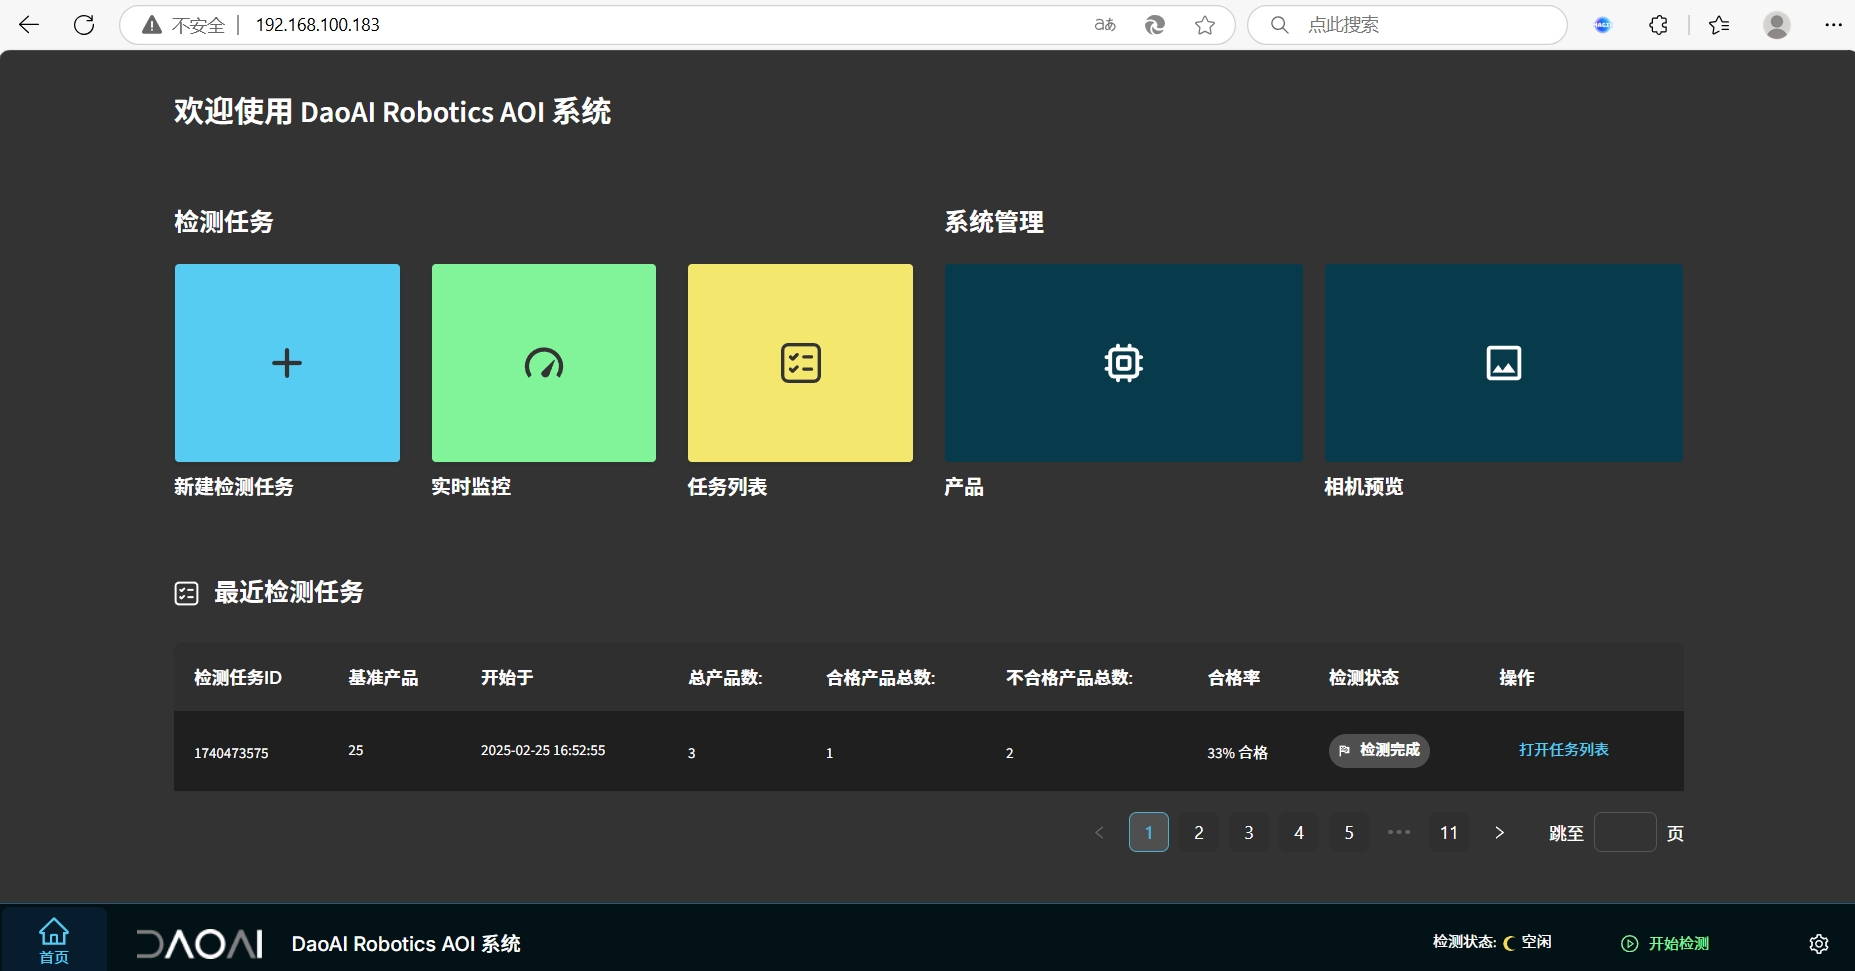 不安全 192.168.100.183 点此搜索
欢迎使用 DaoAI Robotics AOI 系统
检测任务 系统管理
新建检测任务 实时监控 任务列表 产品 相机预览
最近检测任务
检测任务ID 基准产品 开始于 总产品数: 合格产品总数: 不合格产品总数: 合格率 检测状态 操作
1740473575 25 2025-02-25 16:52:55 3 1 2 33% 合格 检测完成 打开任务列表
1 2 3 4 5 ••• 11 跳至 页
首页 DAOAI DaoAI Robotics AOI 系统 检测状态: 空闲 开始检测